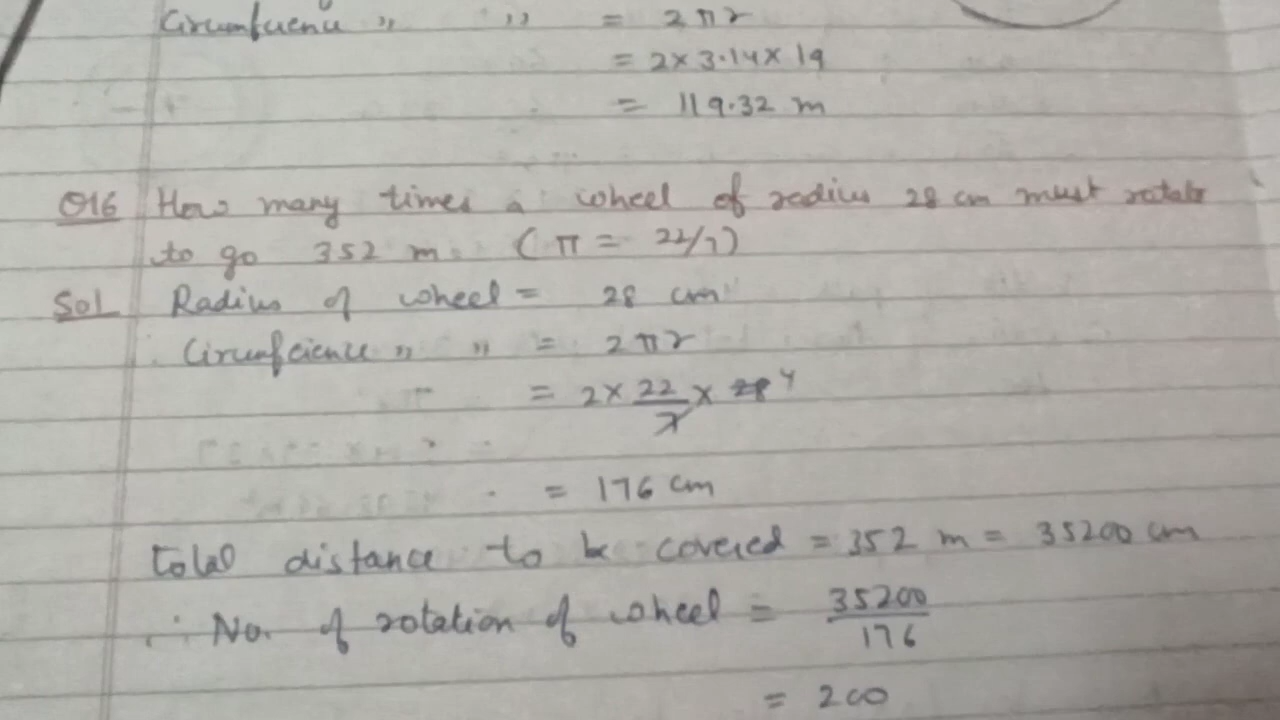 Circumference " " = 2πr
= 2 × 3.14 × 19
= 119.32 m
Q16 How many times a wheel of radius 28 cm must rotate
to go 352 m. (π = 22/7)
Sol Radius of wheel = 28 cm
Circumference " " = 2πr
= 2 × 22/7 × 28 4
= 176 cm
total distance to be covered = 352 m = 35200 cm
∴ No. of rotation of wheel = 35200/176
= 200